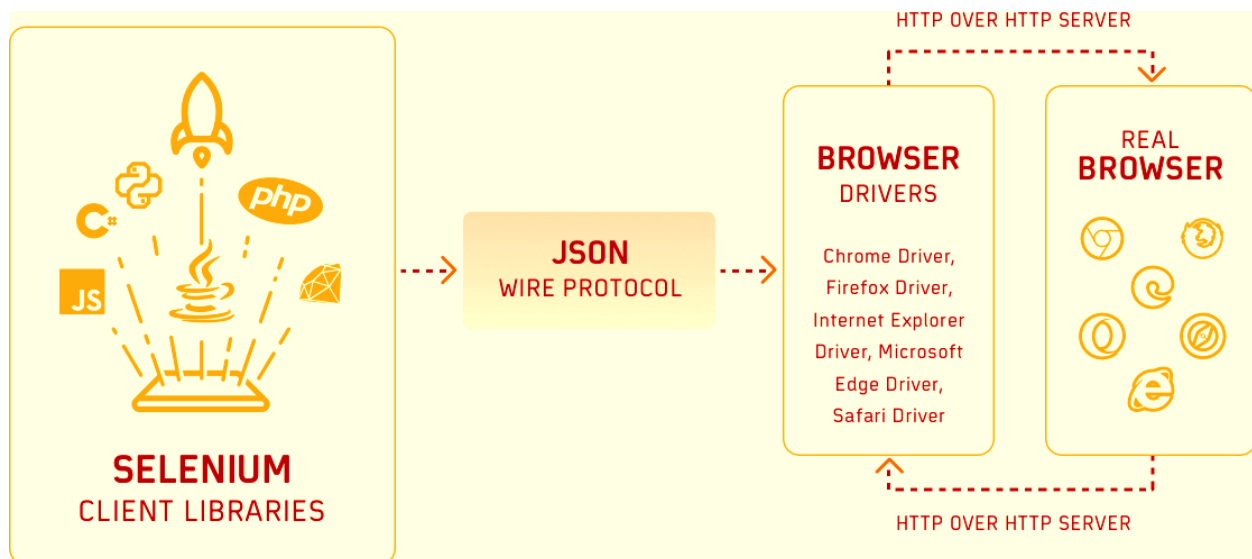 HTTP OVER HTTP SERVER
php
C#
JS
SELENIUM
CLIENT LIBRARIES
JSON
WIRE PROTOCOL
BROWSER
DRIVERS
Chrome Driver,
Firefox Driver,
Internet Explorer
Driver, Microsoft
Edge Driver,
Safari Driver
REAL
BROWSER
HTTP OVER HTTP SERVER